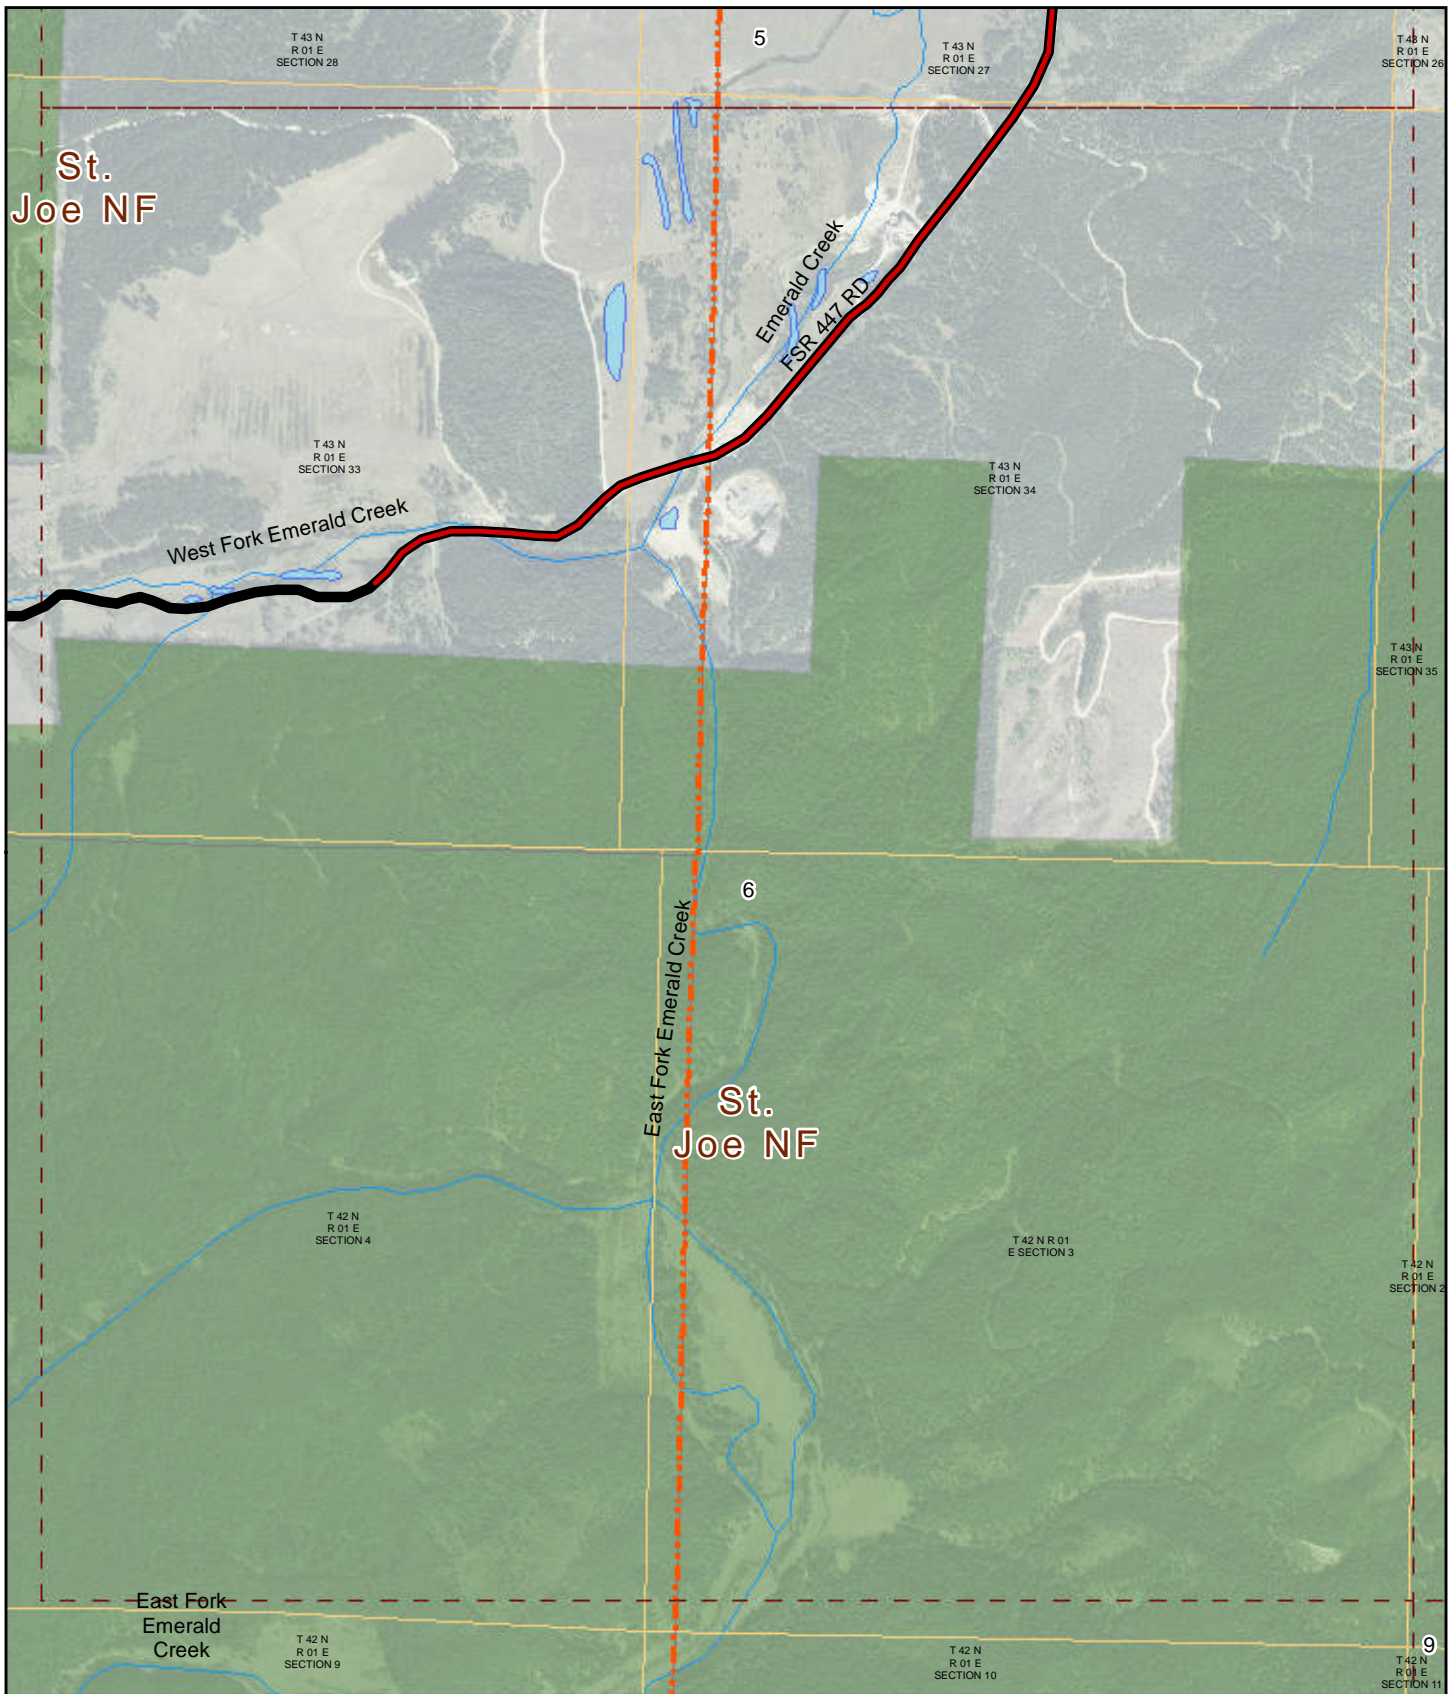 T 43 N
R 01 E
SECTION 28
5
T 43 N
R 01 E
SECTION 27
T 43 N
R 01 E
SECTION 26
St.
Joe NF
Emerald Creek
FSR 447 RD
T 43 N
R 01 E
SECTION 33
T 43 N
R 01 E
SECTION 34
West Fork Emerald Creek
T 43 N
R 01 E
SECTION 35
6
East Fork Emerald Creek
St.
Joe NF
T 42 N
R 01 E
SECTION 4
T 42 N R 01
E SECTION 3
T 42 N
R 01 E
SECTION 2
East Fork
Emerald
Creek
T 42 N
R 01 E
SECTION 9
T 42 N
R 01 E
SECTION 10
9
T 42 N
R 01 E
SECTION 11